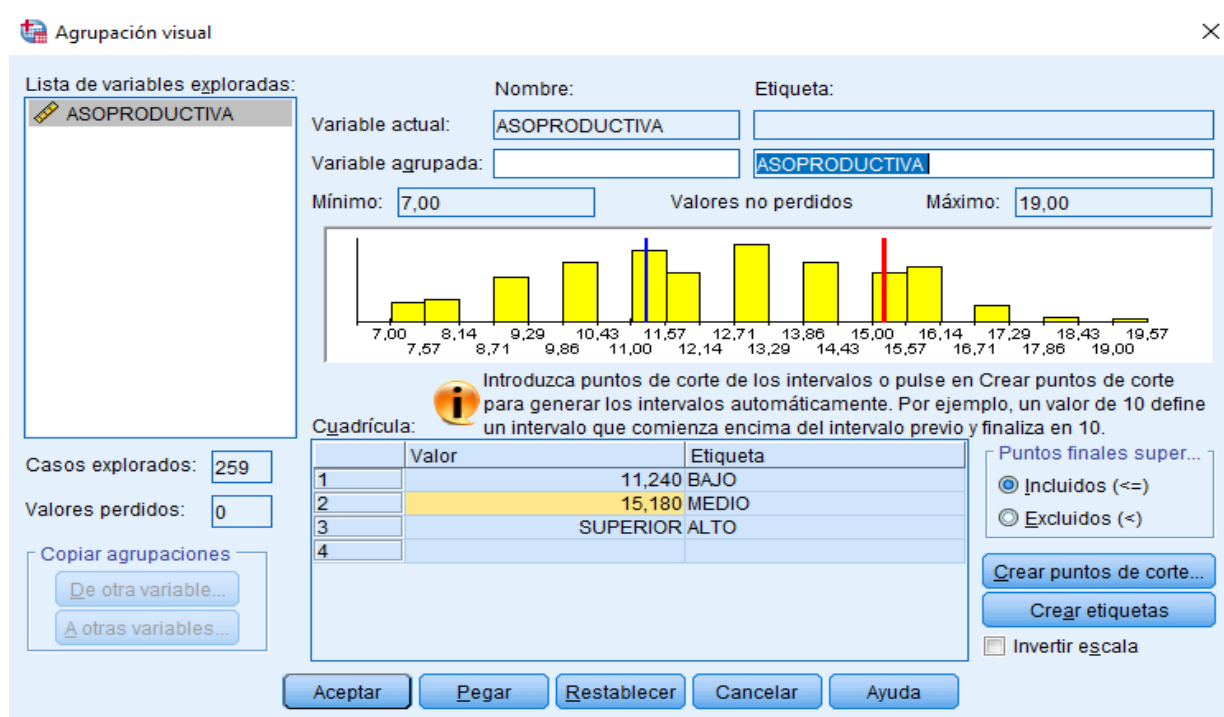 Agrupación visual
Lista de variables exploradas:
ASOPRODUCTIVA
Nombre: Etiqueta:
Variable actual: ASOPRODUCTIVA
Variable agrupada: ASOPRODUCTIVA
Mínimo: 7,00 Valores no perdidos Máximo: 19,00
7,00 8,14 9,29 10,43 11,57 12,71 13,86 15,00 16,14 17,29 18,43 19,57
7,57 8,71 9,86 11,00 12,14 13,29 14,43 15,57 16,71 17,86 19,00
Introduzca puntos de corte de los intervalos o pulse en Crear puntos de corte
para generar los intervalos automáticamente. Por ejemplo, un valor de 10 define
un intervalo que comienza encima del intervalo previo y finaliza en 10.
Cuadrícula:
Valor Etiqueta
1 11,240 BAJO
2 15,180 MEDIO
3 SUPERIOR ALTO
4
Casos explorados: 259
Valores perdidos: 0
Copiar agrupaciones
De otra variable...
A otras variables...
Puntos finales super...
Incluidos (<=)
Excluidos (<)
Crear puntos de corte...
Crear etiquetas
Invertir escala
Aceptar Pegar Restablecer Cancelar Ayuda